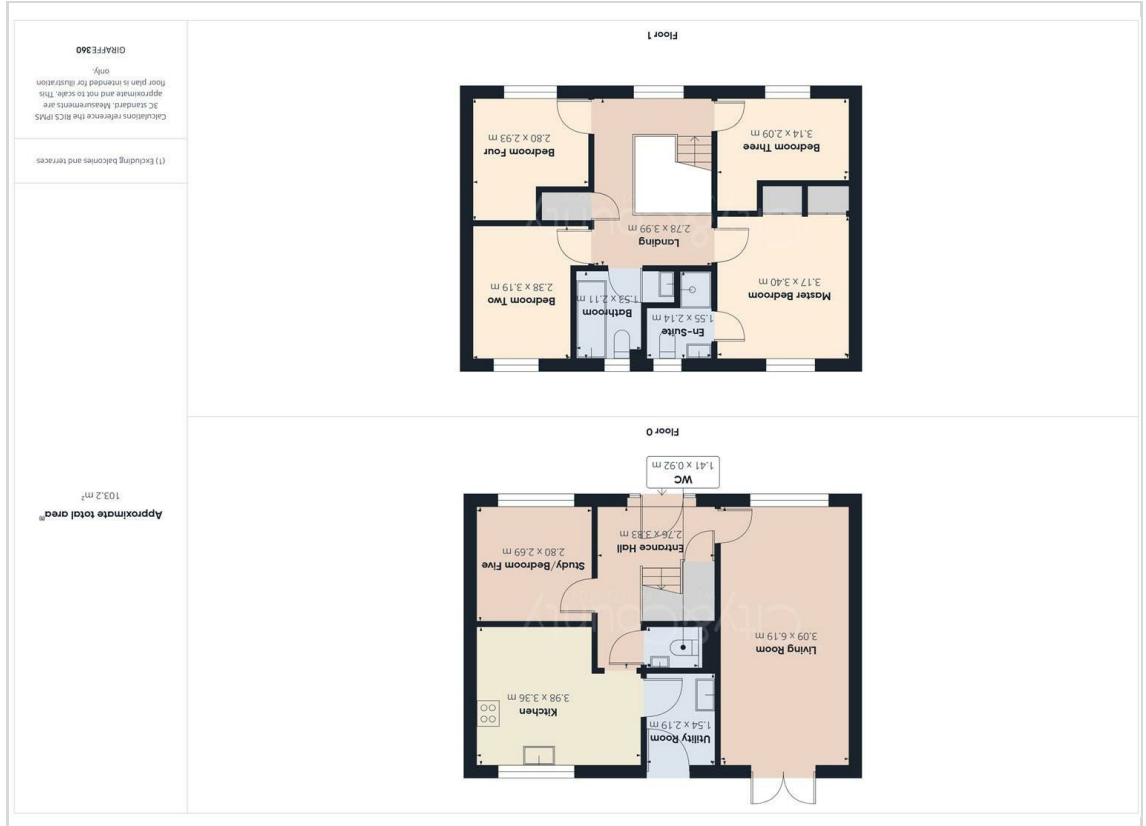 Utility Room
1.54 x 2.19 m
Kitchen
3.98 x 3.36 m
Living Room
3.09 x 6.19 m
City&County
Study/Bedroom Five
2.80 x 2.69 m
Entrance Hall
2.76 x 3.83 m
WC
1.41 x 0.92 m
Floor 0
En-Suite
1.55 x 2.14 m
Bathroom
1.53 x 2.11 m
Master Bedroom
3.17 x 3.40 m
Bedroom Two
2.38 x 3.19 m
Landing
2.78 x 3.99 m
City&County
Bedroom Three
3.14 x 2.09 m
Bedroom Four
2.80 x 2.93 m
Floor 1
Approximate total area⁽¹⁾
103.2 m²
(1) Excluding balconies and terraces
Calculations reference the RICS IPMS
3C standard. Measurements are
approximate and not to scale. This
floor plan is intended for illustration
only.
GIRAFFE360